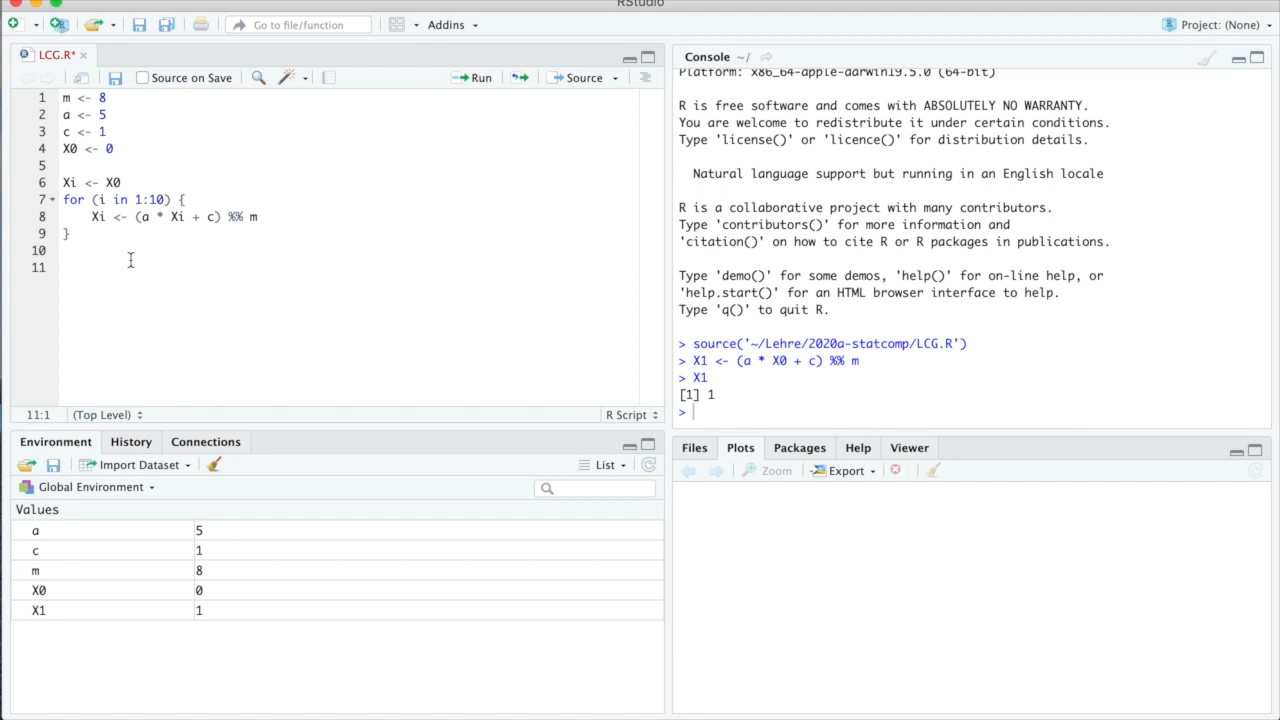 RStudio
Go to file/function
Addins
Project: (None)
LCG.R*
Source on Save
Run
Source
1 m <- 8
2 a <- 5
3 c <- 1
4 X0 <- 0
5
6 Xi <- X0
7 for (i in 1:10) {
8 Xi <- (a * Xi + c) %% m
9 }
10
11
11:1 (Top Level) R Script
Console ~/
Platform: x86_64-apple-darwin19.5.0 (64-bit)
R is free software and comes with ABSOLUTELY NO WARRANTY.
You are welcome to redistribute it under certain conditions.
Type 'license()' or 'licence()' for distribution details.
Natural language support but running in an English locale
R is a collaborative project with many contributors.
Type 'contributors()' for more information and
'citation()' on how to cite R or R packages in publications.
Type 'demo()' for some demos, 'help()' for on-line help, or
'help.start()' for an HTML browser interface to help.
Type 'q()' to quit R.
> source('~/Lehre/2020a-statcomp/LCG.R')
> X1 <- (a * X0 + c) %% m
> X1
[1] 1
>
Environment History Connections
Import Dataset List
Global Environment
Values
a 5
c 1
m 8
X0 0
X1 1
Files Plots Packages Help Viewer
Zoom Export